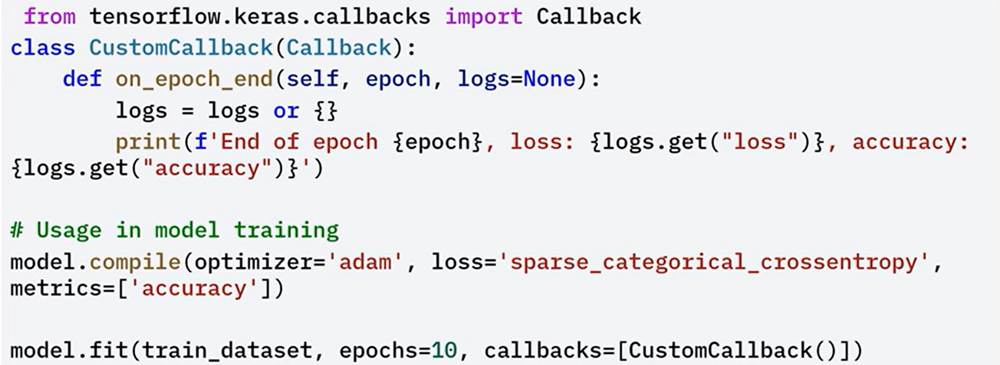 from tensorflow.keras.callbacks import Callback
class CustomCallback(Callback):
    def on_epoch_end(self, epoch, logs=None):
        logs = logs or {}
        print(f'End of epoch {epoch}, loss: {logs.get("loss")}, accuracy:
{logs.get("accuracy")}')

# Usage in model training
model.compile(optimizer='adam', loss='sparse_categorical_crossentropy',
metrics=['accuracy'])

model.fit(train_dataset, epochs=10, callbacks=[CustomCallback()])